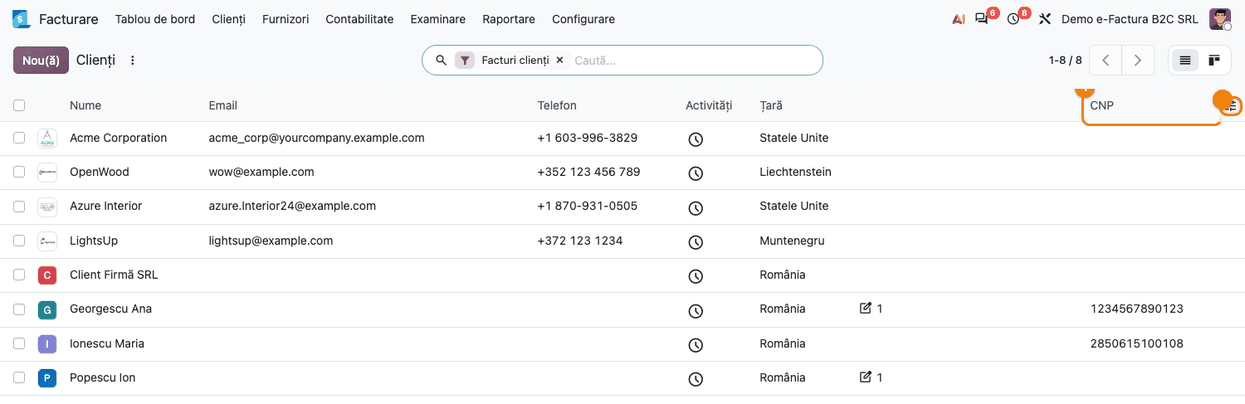 Facturare Tablou de bord Clienți Furnizori Contabilitate Examinare Raportare Configurare AI 6 8 Demo e-Factura B2C SRL
Nou(ă) Clienți Facturi clienți × Caută... 1-8 / 8
Nume Email Telefon Activități Țară CNP
Acme Corporation acme_corp@yourcompany.example.com +1 603-996-3829 Statele Unite
OpenWood wow@example.com +352 123 456 789 Liechtenstein
Azure Interior azure.Interior24@example.com +1 870-931-0505 Statele Unite
LightsUp lightsup@example.com +372 123 1234 Muntenegru
C Client Firmă SRL România
G Georgescu Ana România 1 1234567890123
I Ionescu Maria România 2850615100108
P Popescu Ion România 1